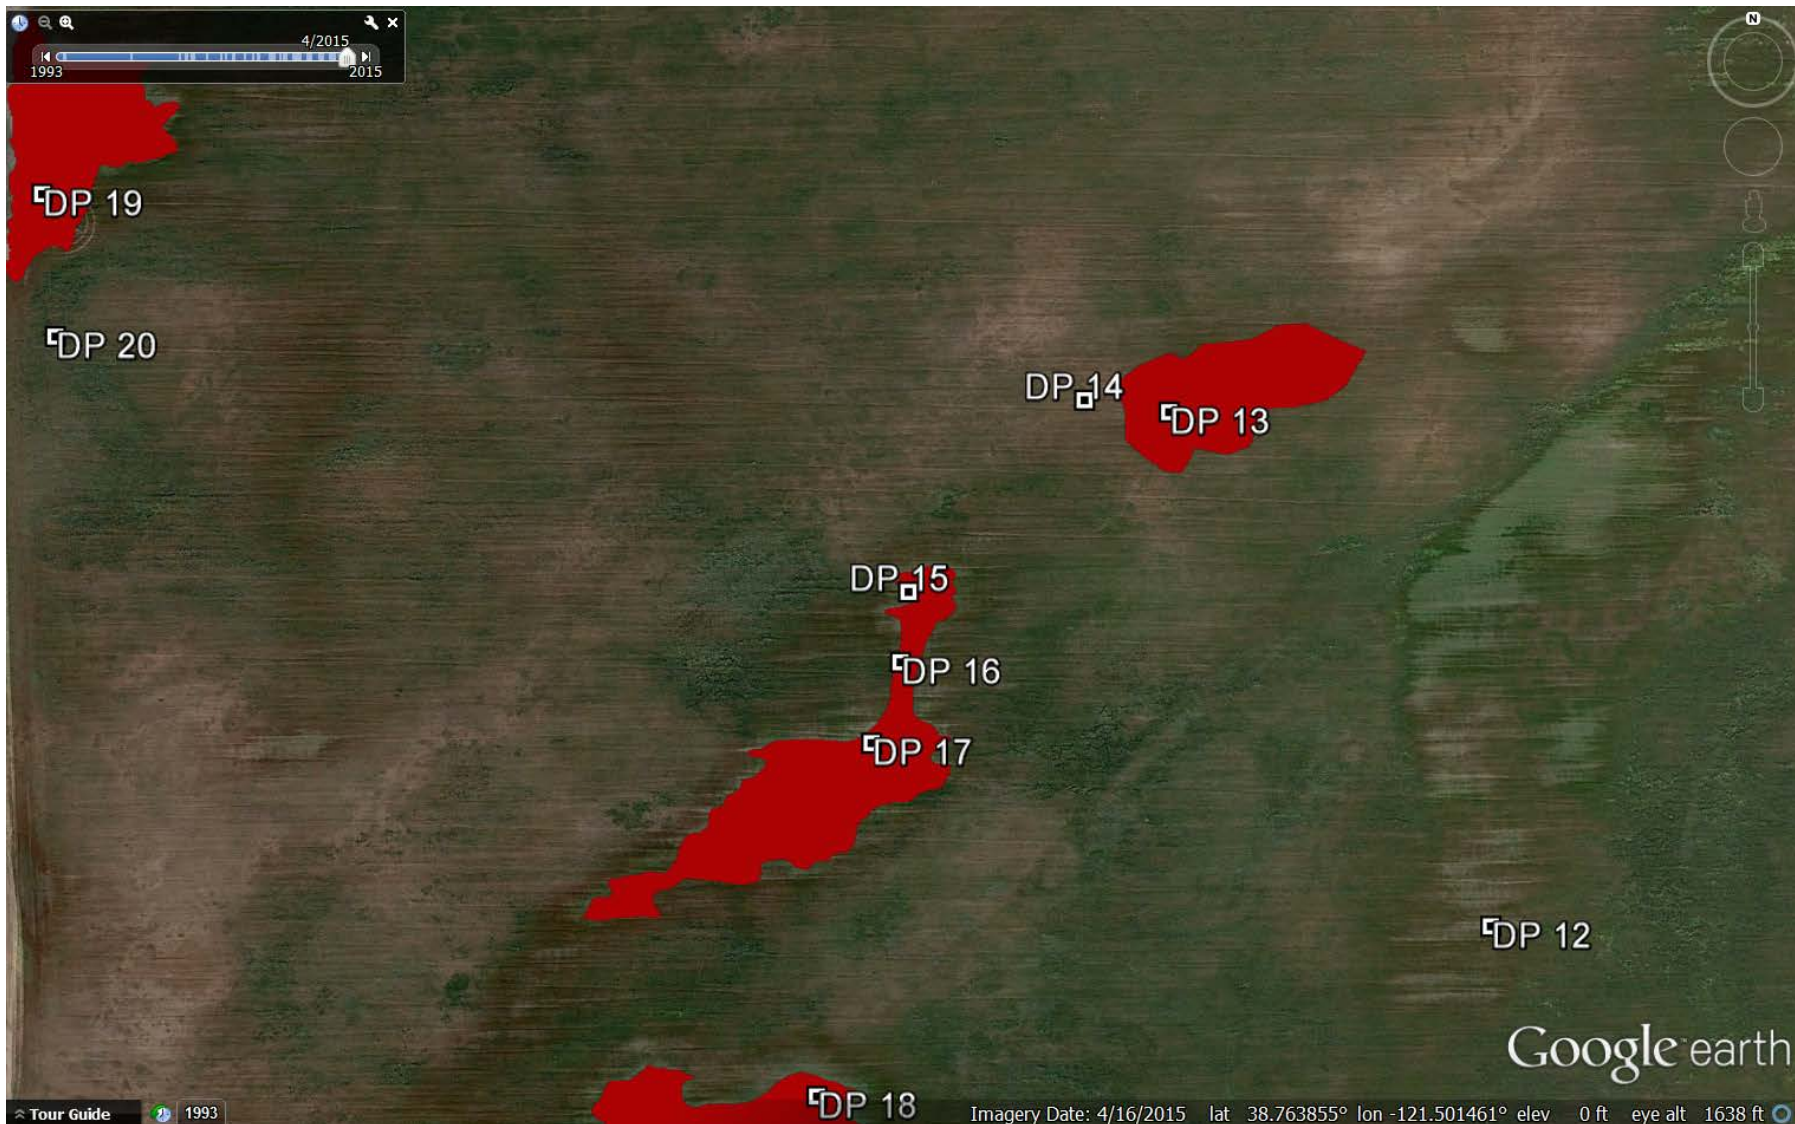 N
4/2015
1993
2015
DP 19
DP 20
DP 14
DP 13
DP 15
DP 16
DP 17
DP 12
Google earth
DP 18
Tour Guide
1993
Imagery Date: 4/16/2015 lat 38.763855° lon -121.501461° elev 0 ft eye alt 1638 ft